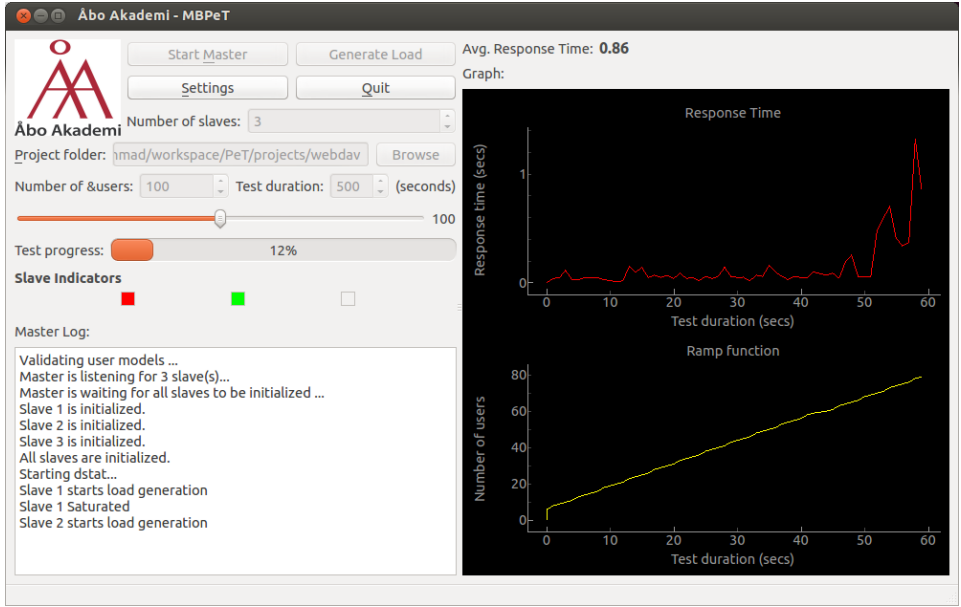 Åbo Akademi - MBPeT
Start Master
Generate Load
Settings
Quit
Åbo Akademi
Number of slaves: 3
Project folder: nmad/workspace/PeT/projects/webdav Browse
Number of &users: 100 Test duration: 500 (seconds)
100
Test progress: 12%
Slave Indicators
Master Log:
Validating user models ...
Master is listening for 3 slave(s)...
Master is waiting for all slaves to be initialized ...
Slave 1 is initialized.
Slave 2 is initialized.
Slave 3 is initialized.
All slaves are initialized.
Starting dstat...
Slave 1 starts load generation
Slave 1 Saturated
Slave 2 starts load generation
Avg. Response Time: 0.86
Graph:
Response Time
Response time (secs)
1
0
0 10 20 30 40 50 60
Test duration (secs)
Ramp function
Number of users
80
60
40
20
0
0 10 20 30 40 50 60
Test duration (secs)